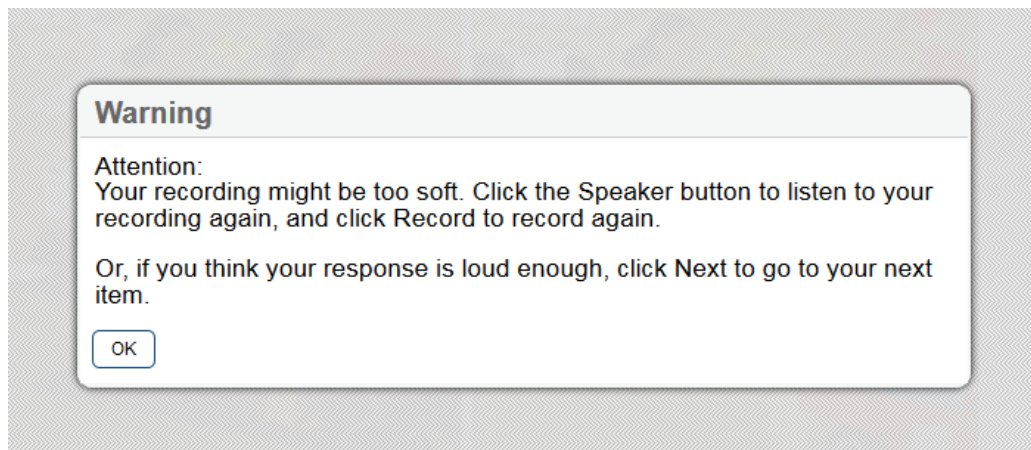 Warning
Attention:
Your recording might be too soft. Click the Speaker button to listen to your
recording again, and click Record to record again.
Or, if you think your response is loud enough, click Next to go to your next
item.
OK